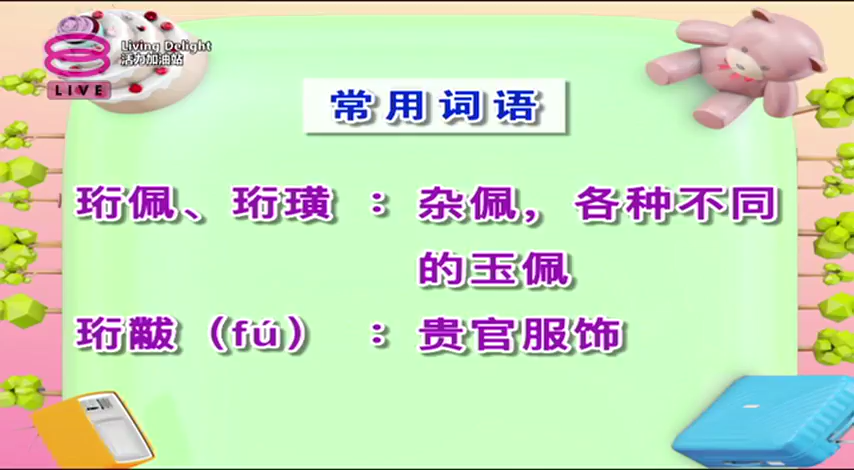 Living Delight
活力加油站
LIVE
常用词语
珩佩、珩璜 : 杂佩，各种不同
的玉佩
珩黻（fú） : 贵官服饰